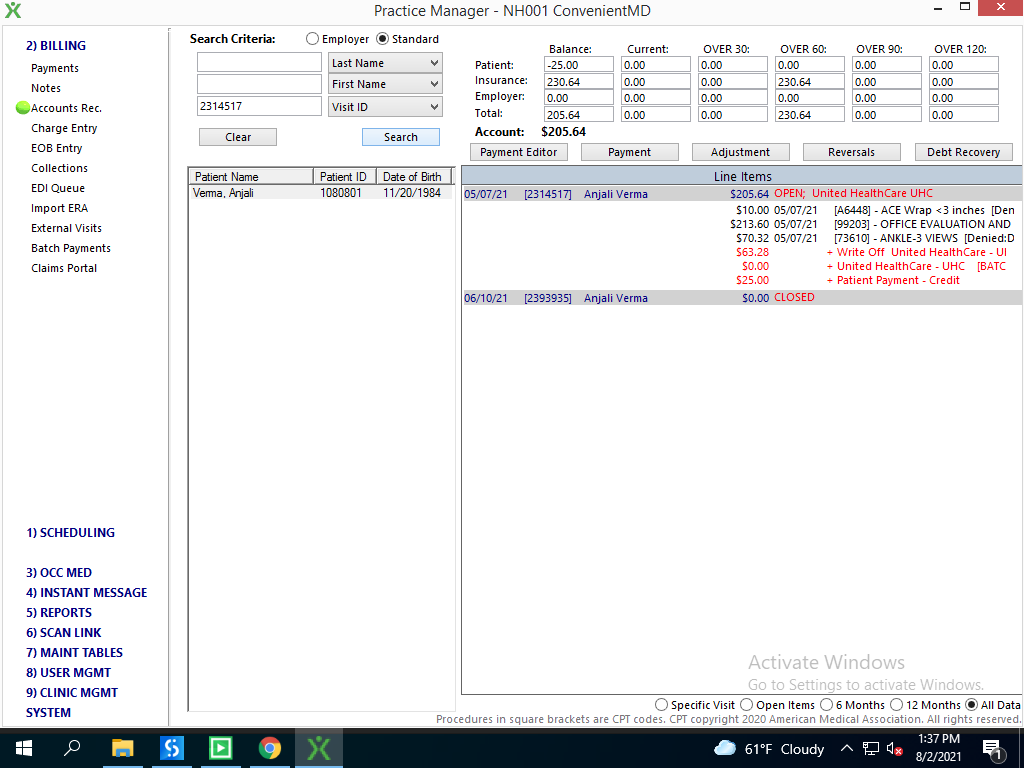 Practice Manager - NH001 ConvenientMD
2) BILLING
Payments
Notes
Accounts Rec.
Charge Entry
EOB Entry
Collections
EDI Queue
Import ERA
External Visits
Batch Payments
Claims Portal
1) SCHEDULING
3) OCC MED
4) INSTANT MESSAGE
5) REPORTS
6) SCAN LINK
7) MAINT TABLES
8) USER MGMT
9) CLINIC MGMT
SYSTEM
Search Criteria: Employer Standard
Last Name
First Name
2314517 Visit ID
Clear Search
Balance: Current: OVER 30: OVER 60: OVER 90: OVER 120:
Patient: -25.00 0.00 0.00 0.00 0.00 0.00
Insurance: 230.64 0.00 0.00 230.64 0.00 0.00
Employer: 0.00 0.00 0.00 0.00 0.00 0.00
Total: 205.64 0.00 0.00 230.64 0.00 0.00
Account: $205.64
Payment Editor Payment Adjustment Reversals Debt Recovery
Patient Name Patient ID Date of Birth
Verma, Anjali 1080801 11/20/1984
Line Items
05/07/21 [2314517] Anjali Verma $205.64 OPEN; United HealthCare UHC
$10.00 05/07/21 [A6448] - ACE Wrap <3 inches [Den
$213.60 05/07/21 [99203] - OFFICE EVALUATION AND
$70.32 05/07/21 [73610] - ANKLE-3 VIEWS [Denied:D
$63.28 + Write Off United HealthCare - UI
$0.00 + United HealthCare - UHC [BATC
$25.00 + Patient Payment - Credit
06/10/21 [2393935] Anjali Verma $0.00 CLOSED
Activate Windows
Go to Settings to activate Windows.
Specific Visit Open Items 6 Months 12 Months All Data
Procedures in square brackets are CPT codes. CPT copyright 2020 American Medical Association. All rights reserved.
61°F Cloudy
1:37 PM
8/2/2021
1